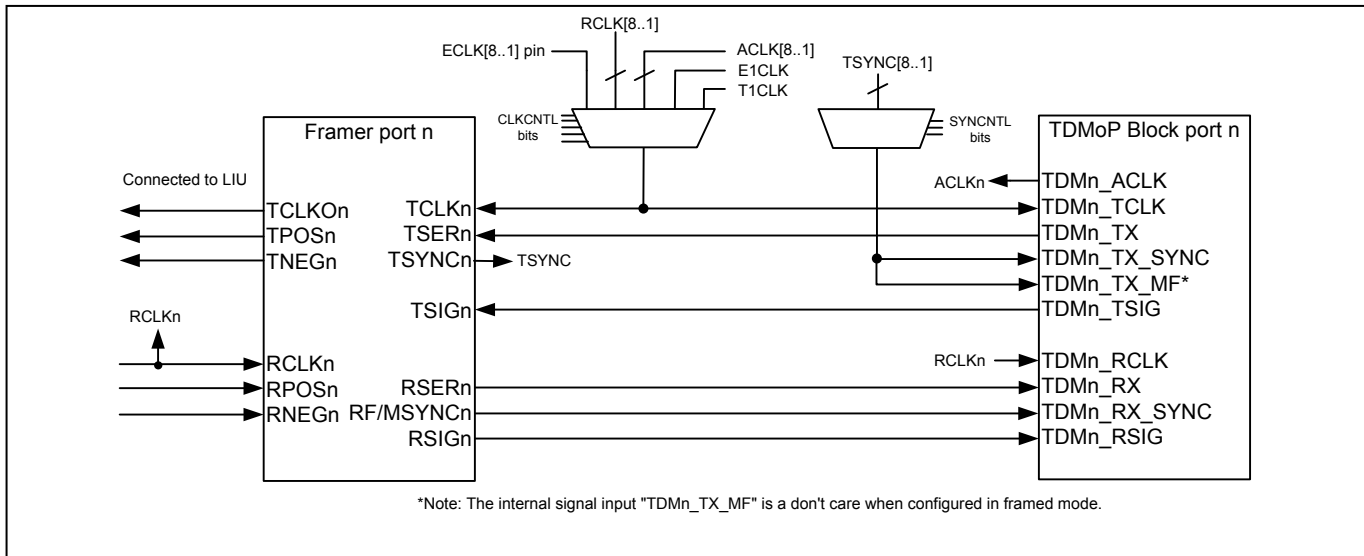 RCLK[8..1]
ECLK[8..1] pin
ACLK[8..1]
E1CLK
T1CLK
TSYNC[8..1]
CLKCNTL
bits
SYNCNTL
bits
Framer port n
TDMoP Block port n
Connected to LIU
TCLKOn
TPOSn
TNEGn
TCLKn
TSERn
TSYNCn
TSYNC
TSIGn
ACLKn
TDMn_ACLK
TDMn_TCLK
TDMn_TX
TDMn_TX_SYNC
TDMn_TX_MF*
TDMn_TSIG
RCLKn
RCLKn
RPOSn
RNEGn
RSERn
RF/MSYNCn
RSIGn
RCLKn
TDMn_RCLK
TDMn_RX
TDMn_RX_SYNC
TDMn_RSIG
*Note: The internal signal input "TDMn_TX_MF" is a don't care when configured in framed mode.